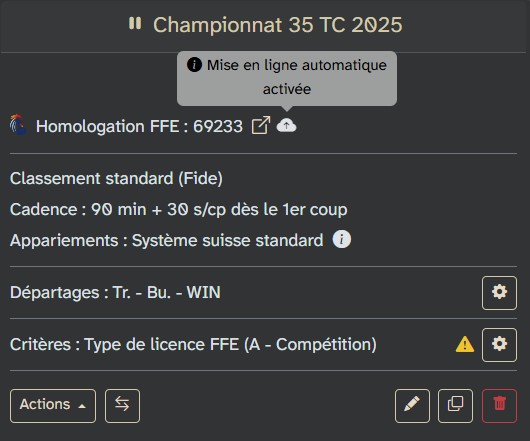 Championnat 35 TC 2025
Mise en ligne automatique
activée
Homologation FFE : 69233
Classement standard (Fide)
Cadence : 90 min + 30 s/cp dès le 1er coup
Appariements : Système suisse standard
Départages : Tr. - Bu. - WIN
Critères : Type de licence FFE (A - Compétition)
Actions